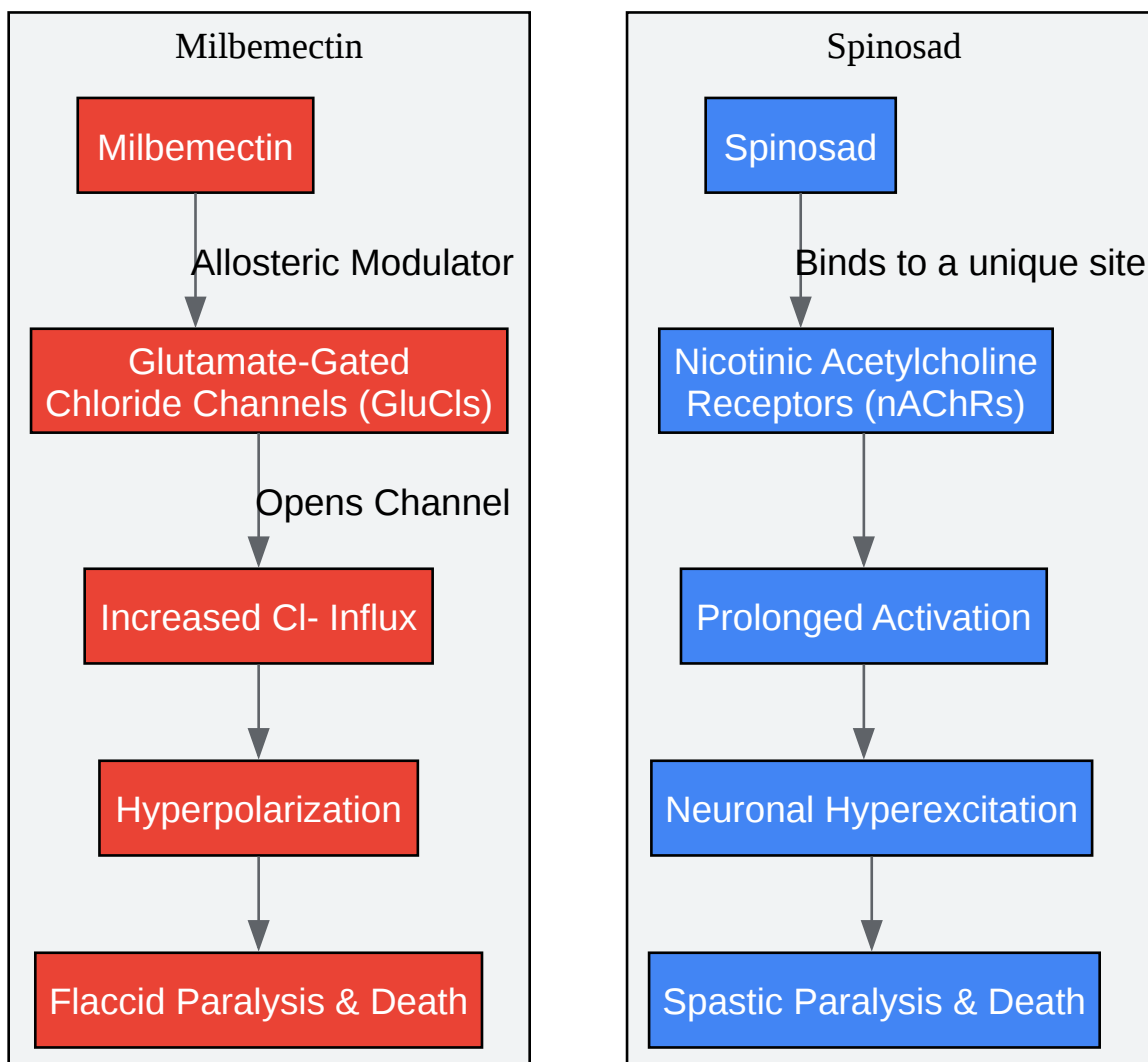 Milbemectin
Milbemectin
Allosteric Modulator
Glutamate-Gated
Chloride Channels (GluCls)
Opens Channel
Increased Cl- Influx
Hyperpolarization
Flaccid Paralysis & Death
Spinosad
Spinosad
Binds to a unique site
Nicotinic Acetylcholine
Receptors (nAChRs)
Prolonged Activation
Neuronal Hyperexcitation
Spastic Paralysis & Death